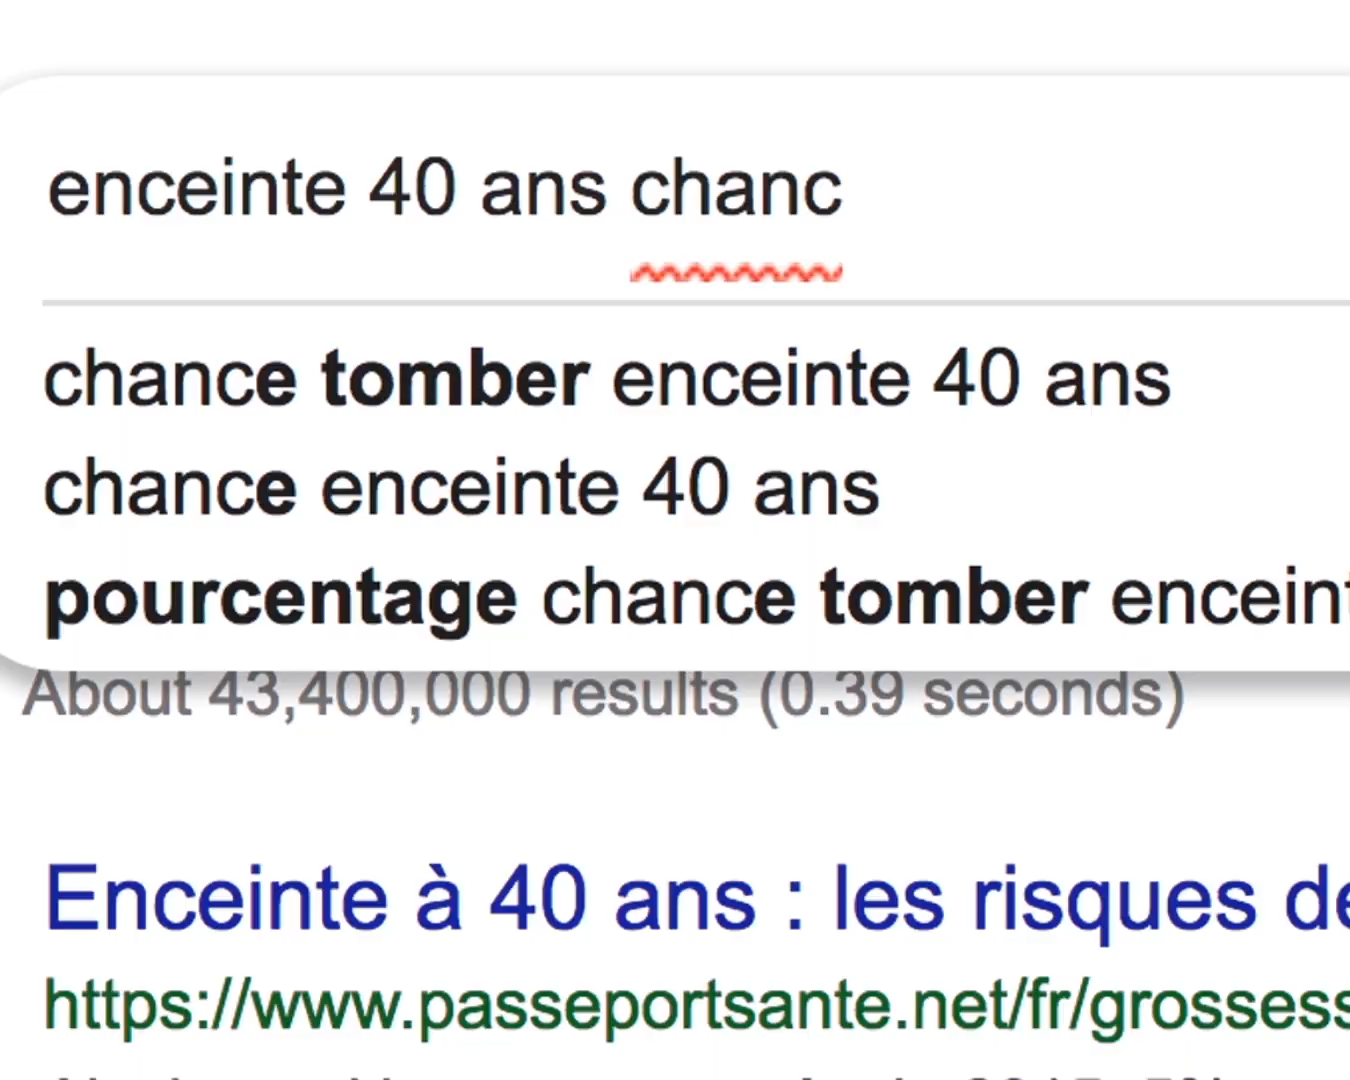 enceinte 40 ans chanc
chance tomber enceinte 40 ans
chance enceinte 40 ans
pourcentage chance tomber
About 43,400,000 results (0.39 seconds)
Enceinte à 40 ans : les risques
https://www.passeportsante.net/fr/grossess